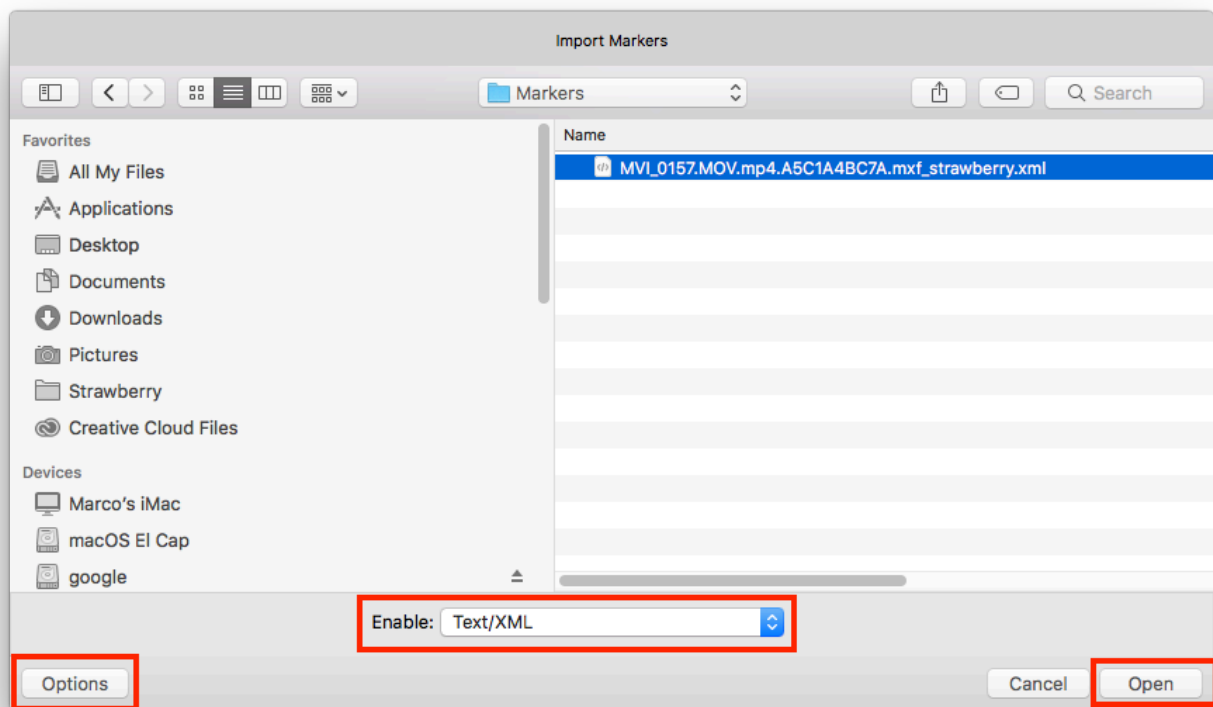 Import Markers
Markers
Search
Favorites
All My Files
Applications
Desktop
Documents
Downloads
Pictures
Strawberry
Creative Cloud Files
Devices
Marco's iMac
macOS El Cap
google
Name
MVI_0157.MOV.mp4.A5C1A4BC7A.mxf_strawberry.xml
Enable: Text/XML
Options
Cancel
Open